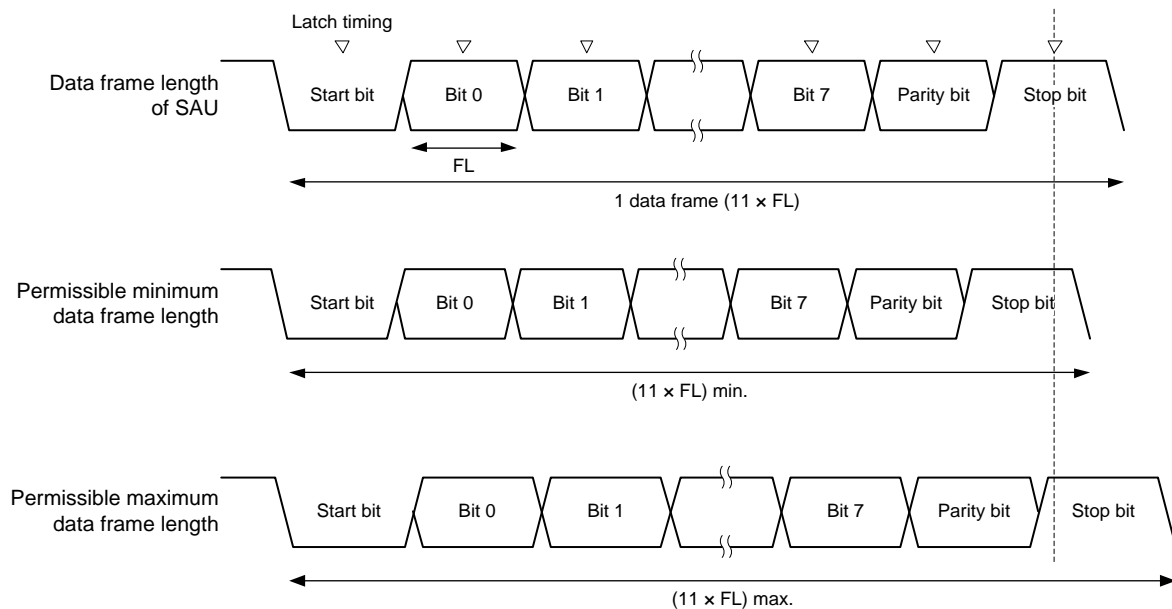 Latch timing
Data frame length
of SAU
Start bit
Bit 0
Bit 1
Bit 7
Parity bit
Stop bit
FL
1 data frame (11 × FL)
Permissible minimum
data frame length
Start bit
Bit 0
Bit 1
Bit 7
Parity bit
Stop bit
(11 × FL) min.
Permissible maximum
data frame length
Start bit
Bit 0
Bit 1
Bit 7
Parity bit
Stop bit
(11 × FL) max.